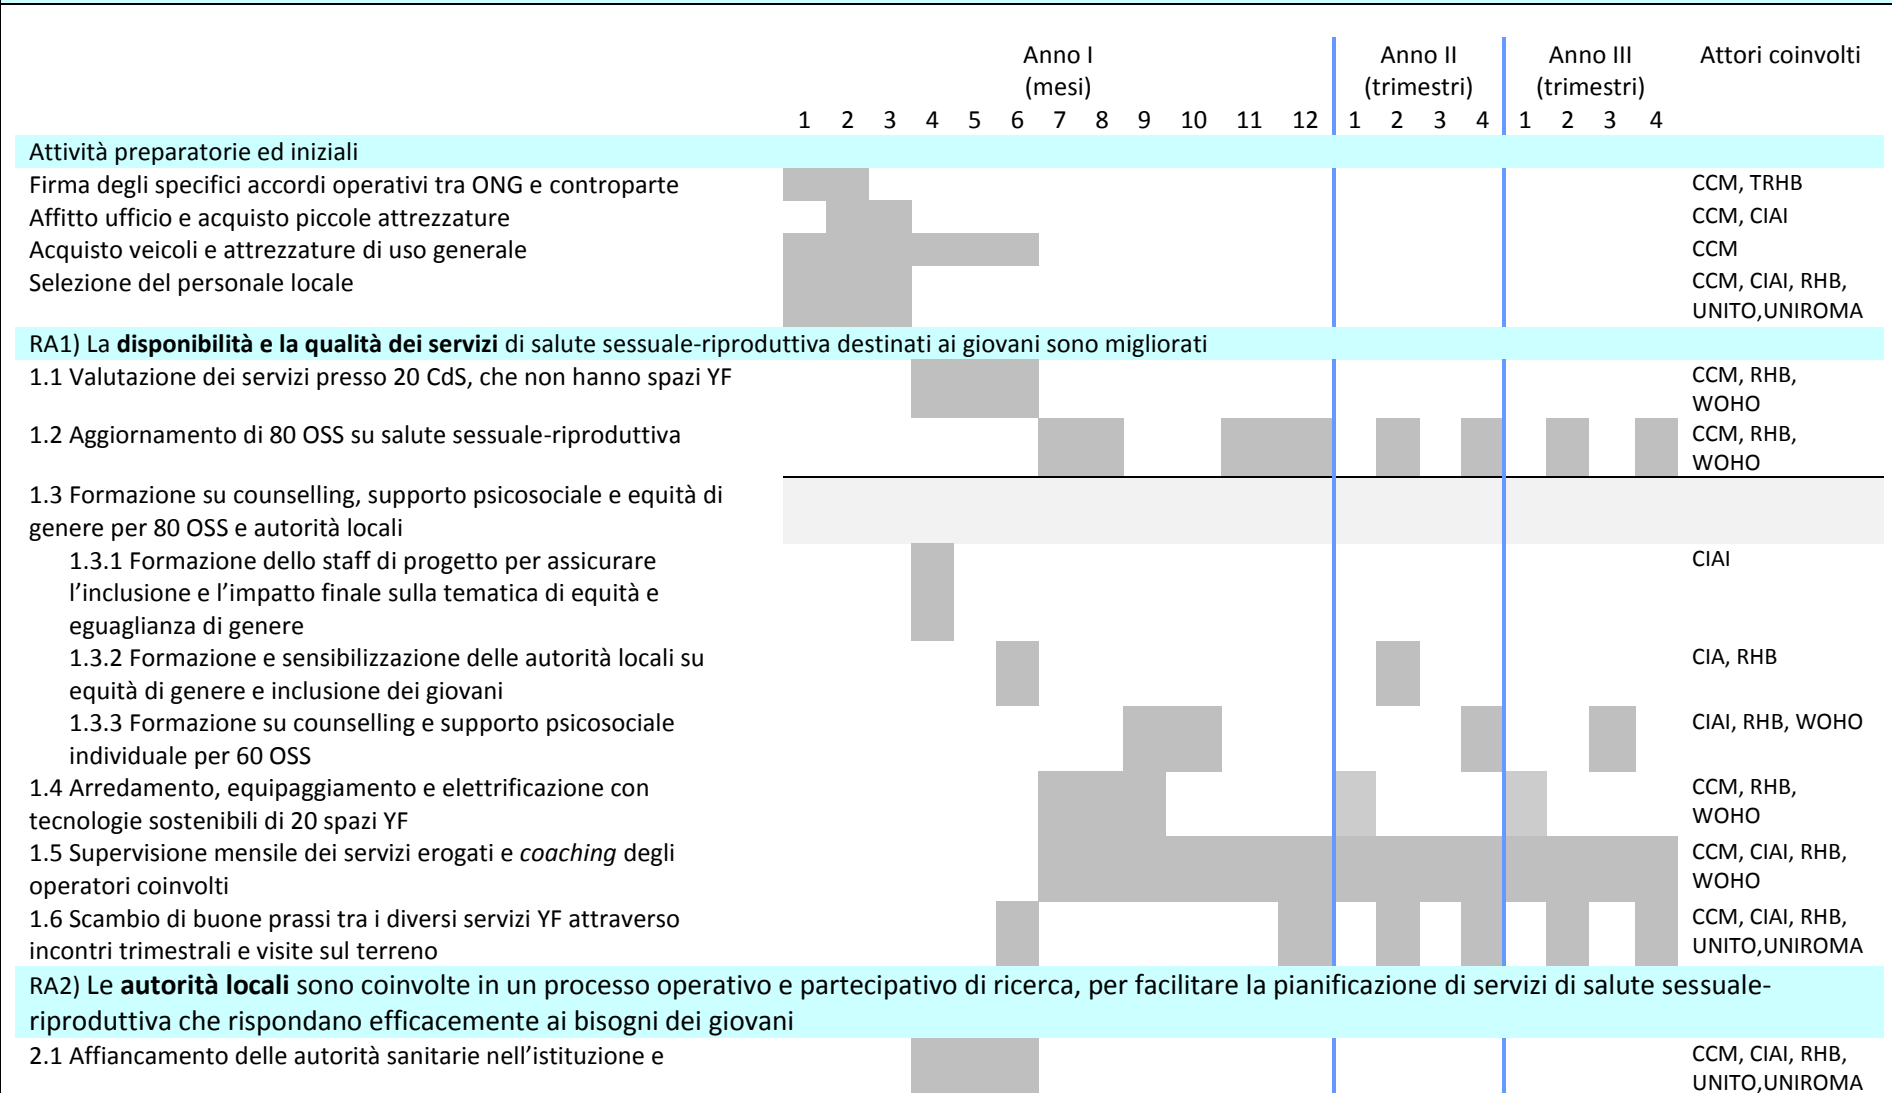 Anno I Anno II Anno III Attori coinvolti
(mesi) (trimestri) (trimestri)
1 2 3 4 5 6 7 8 9 10 11 12 1 2 3 4 1 2 3 4
Attività preparatorie ed iniziali
Firma degli specifici accordi operativi tra ONG e controparte CCM, TRHB
Affitto ufficio e acquisto piccole attrezzature CCM, CIAI
Acquisto veicoli e attrezzature di uso generale CCM
Selezione del personale locale CCM, CIAI, RHB,
UNITO,UNIROMA
RA1) La disponibilità e la qualità dei servizi di salute sessuale-riproduttiva destinati ai giovani sono migliorati
1.1 Valutazione dei servizi presso 20 CdS, che non hanno spazi YF CCM, RHB,
WOHO
1.2 Aggiornamento di 80 OSS su salute sessuale-riproduttiva CCM, RHB,
WOHO
1.3 Formazione su counselling, supporto psicosociale e equità di
genere per 80 OSS e autorità locali
1.3.1 Formazione dello staff di progetto per assicurare CIAI
l’inclusione e l’impatto finale sulla tematica di equità e
eguaglianza di genere
1.3.2 Formazione e sensibilizzazione delle autorità locali su CIA, RHB
equità di genere e inclusione dei giovani
1.3.3 Formazione su counselling e supporto psicosociale CIAI, RHB, WOHO
individuale per 60 OSS
1.4 Arredamento, equipaggiamento e elettrificazione con CCM, RHB,
tecnologie sostenibili di 20 spazi YF WOHO
1.5 Supervisione mensile dei servizi erogati e coaching degli CCM, CIAI, RHB,
operatori coinvolti WOHO
1.6 Scambio di buone prassi tra i diversi servizi YF attraverso CCM, CIAI, RHB,
incontri trimestrali e visite sul terreno UNITO,UNIROMA
RA2) Le autorità locali sono coinvolte in un processo operativo e partecipativo di ricerca, per facilitare la pianificazione di servizi di salute sessuale-
riproduttiva che rispondano efficacemente ai bisogni dei giovani
2.1 Affiancamento delle autorità sanitarie nell’istituzione e CCM, CIAI, RHB,
UNITO,UNIROMA